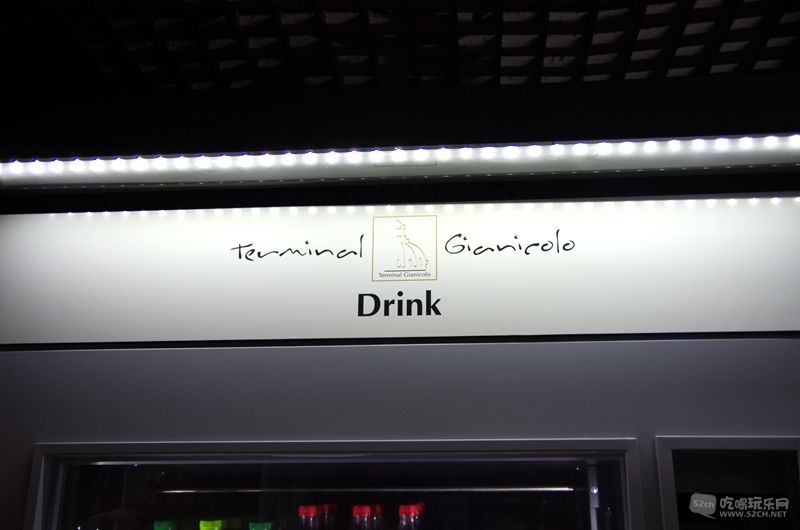 Terminal Gianicolo
Terminal Gianicolo
Drink
52ch 吃喝玩乐网
WWW.52CH.NET